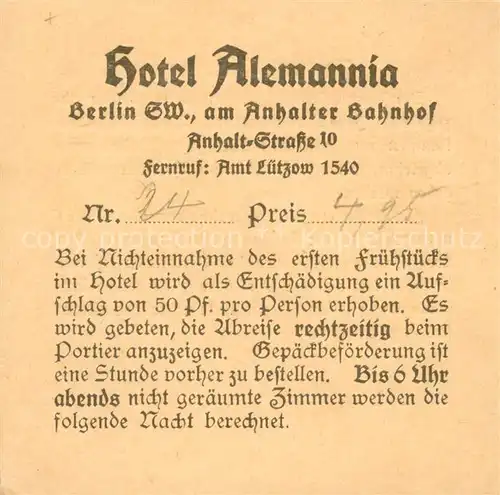 Hotel Alemannia
Berlin SW., am Anhalter Bahnhof
Anhalt-Straße 10
Fernruf: Amt Lützow 1540
Nr. 24 Preis 4,95
Bei Nichteinnahme des ersten Frühstücks
im Hotel wird als Entschädigung ein Auf-
schlag von 50 Pf. pro Person erhoben. Es
wird gebeten, die Abreise rechtzeitig beim
Portier anzuzeigen. Gepäckbeförderung ist
eine Stunde vorher zu bestellen. Bis 6 Uhr
abends nicht geräumte Zimmer werden die
folgende Nacht berechnet.